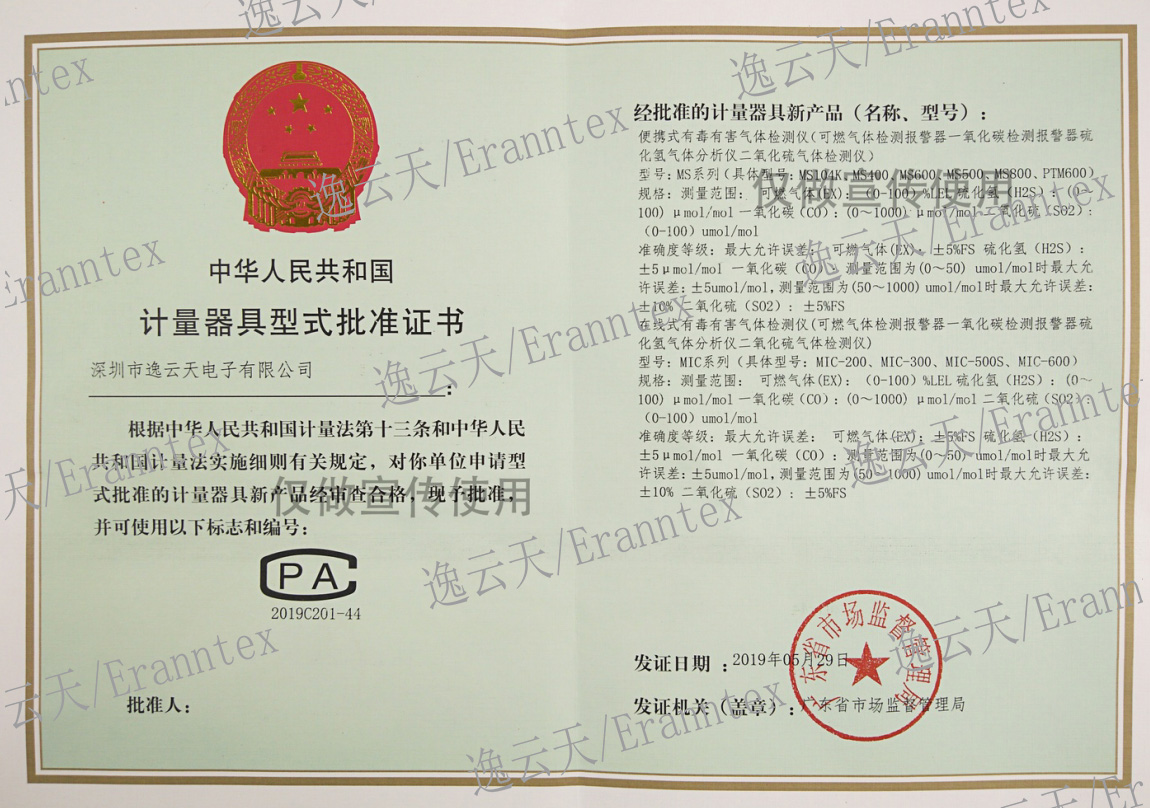 中华人民共和国
计量器具型式批准证书
深圳市逸云天电子有限公司
:
根据中华人民共和国计量法第十三条和中华人民
共和国计量法实施细则有关规定，对你单位申请型
式批准的计量器具新产品经审查合格，现予批准，
并可使用以下标志和编号：
CPA
2019C201-44
批准人：
经批准的计量器具新产品（名称、型号）：
便携式有毒有害气体检测仪(可燃气体检测报警器一氧化碳检测报警器硫
化氢气体分析仪二氧化硫气体检测仪)
型号: MS系列 (具体型号: MS104K、MS400、MS600、MS500、MS800、PTM600)
规格: 测量范围: 可燃气体(EX): (0-100)%LEL 硫化氢 (H2S): (0～
100) μmol/mol 一氧化碳 (CO): (0～1000) μmol/mol 二氧化硫 (SO2):
(0-100) umol/mol
准确度等级: 最大允许误差: 可燃气体(EX): ±5%FS 硫化氢 (H2S):
±5μmol/mol 一氧化碳 (CO): 测量范围为(0～50) umol/mol时最大允
许误差: ±5umol/mol, 测量范围为(50～1000) umol/mol时最大允许误差:
±10% 二氧化硫 (SO2): ±5%FS
在线式有毒有害气体检测仪(可燃气体检测报警器一氧化碳检测报警器硫
化氢气体分析仪二氧化硫气体检测仪)
型号: MIC系列 (具体型号: MIC-200、MIC-300、MIC-500S、MIC-600)
规格: 测量范围: 可燃气体(EX): (0-100)%LEL 硫化氢 (H2S): (0～
100) μmol/mol 一氧化碳 (CO): (0～1000) μmol/mol 二氧化硫 (SO2):
(0-100) umol/mol
准确度等级: 最大允许误差: 可燃气体(EX): ±5%FS 硫化氢 (H2S):
±5μmol/mol 一氧化碳 (CO): 测量范围为(0～50) umol/mol时最大允
许误差: ±5umol/mol, 测量范围为(50～1000) umol/mol时最大允许误差:
±10% 二氧化硫 (SO2): ±5%FS
发证日期：2019年05月29日
发证机关（盖章）：广东省市场监督管理局
广东省市场监督管理局
仅做宣传使用
仅做宣传使用
逸云天/Eranntex
逸云天/Eranntex
逸云天/Eranntex
逸云天/Eranntex
逸云天/Eranntex
逸云天/Eranntex